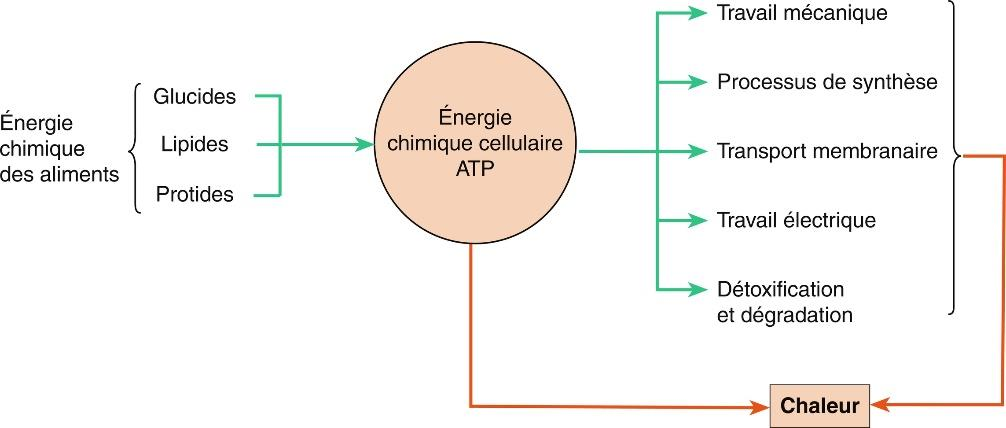 Énergie
chimique
des aliments
Glucides
Lipides
Protides
Énergie
chimique cellulaire
ATP
Travail mécanique
Processus de synthèse
Transport membranaire
Travail électrique
Détoxification
et dégradation
Chaleur